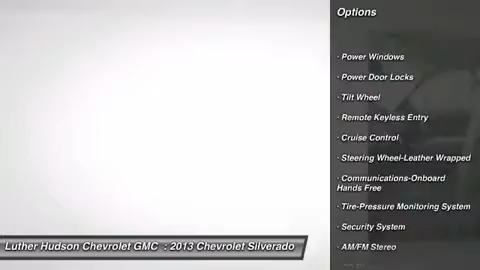 Options
· Power Windows
· Power Door Locks
· Tilt Wheel
· Remote Keyless Entry
· Cruise Control
· Steering Wheel-Leather Wrapped
· Communications-Onboard
Hands Free
· Tire-Pressure Monitoring System
· Security System
· AM/FM Stereo
Luther Hudson Chevrolet GMC : 2013 Chevrolet Silverado